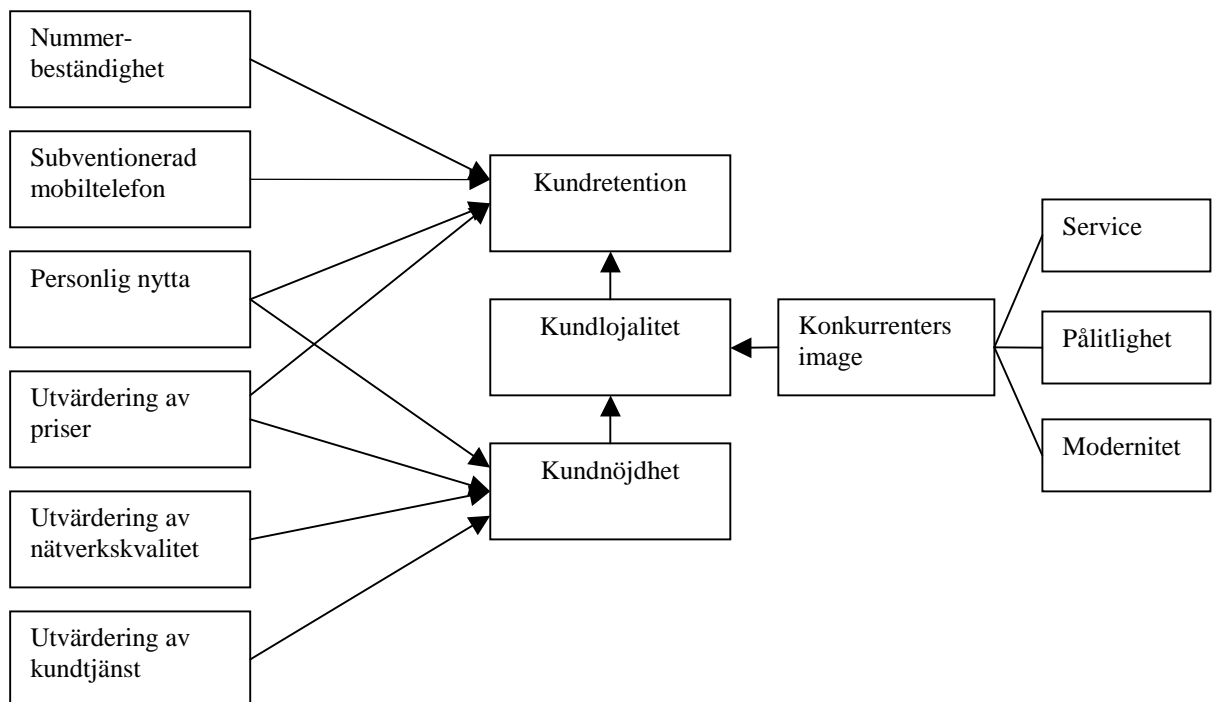 Nummer-
beständighet
Subventionerad
mobiltelefon
Personlig nytta
Utvärdering av
priser
Utvärdering av
nätverkskvalitet
Utvärdering av
kundtjänst
Kundretention
Kundlojalitet
Kundnöjdhet
Konkurrenters
image
Service
Pålitlighet
Modernitet